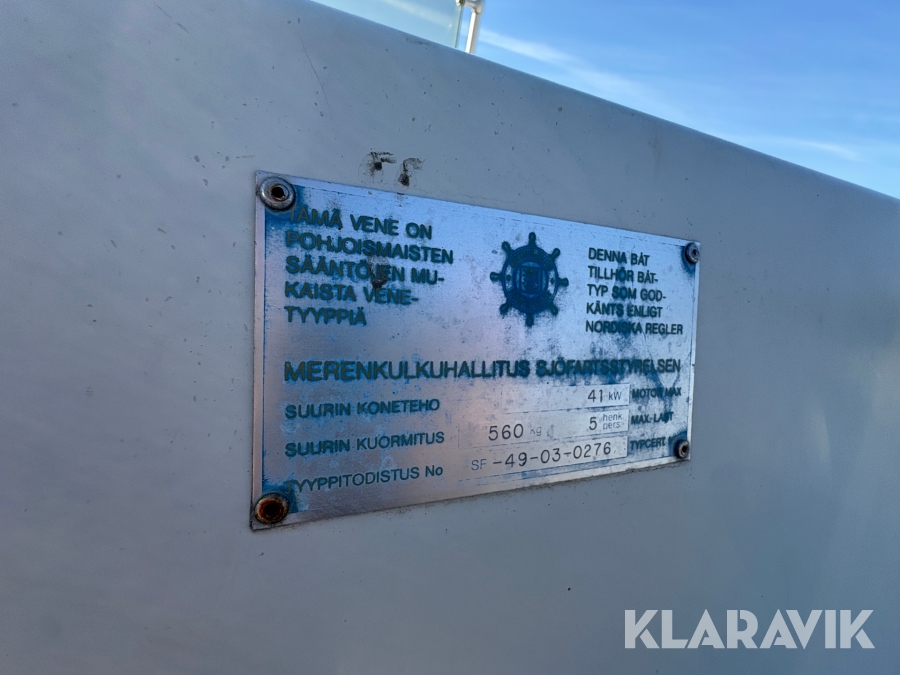 TÄMÄ VENE ON
POHJOISMAISTEN
SÄÄNTÖJEN MU-
KAISTA VENE-
TYYPPIÄ
DENNA BÅT
TILLHÖR BÅT-
TYP SOM GOD-
KÄNTS ENLIGT
NORDISKA REGLER
MERENKULKUHALLITUS SJÖFARTSSTYRELSEN
SUURIN KONETEHO 41 kW MOTOR MAX
SUURIN KUORMITUS 560 kg 5 henk pers MAX-LAST
TYYPPITODISTUS No SF -49-03-0276 TYPCERT.
KLARAVIK